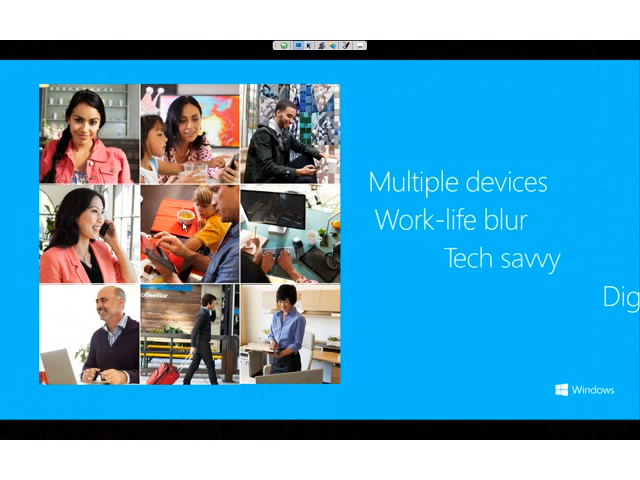 Multiple devices
Work-life blur
Tech savvy
Dig
Windows